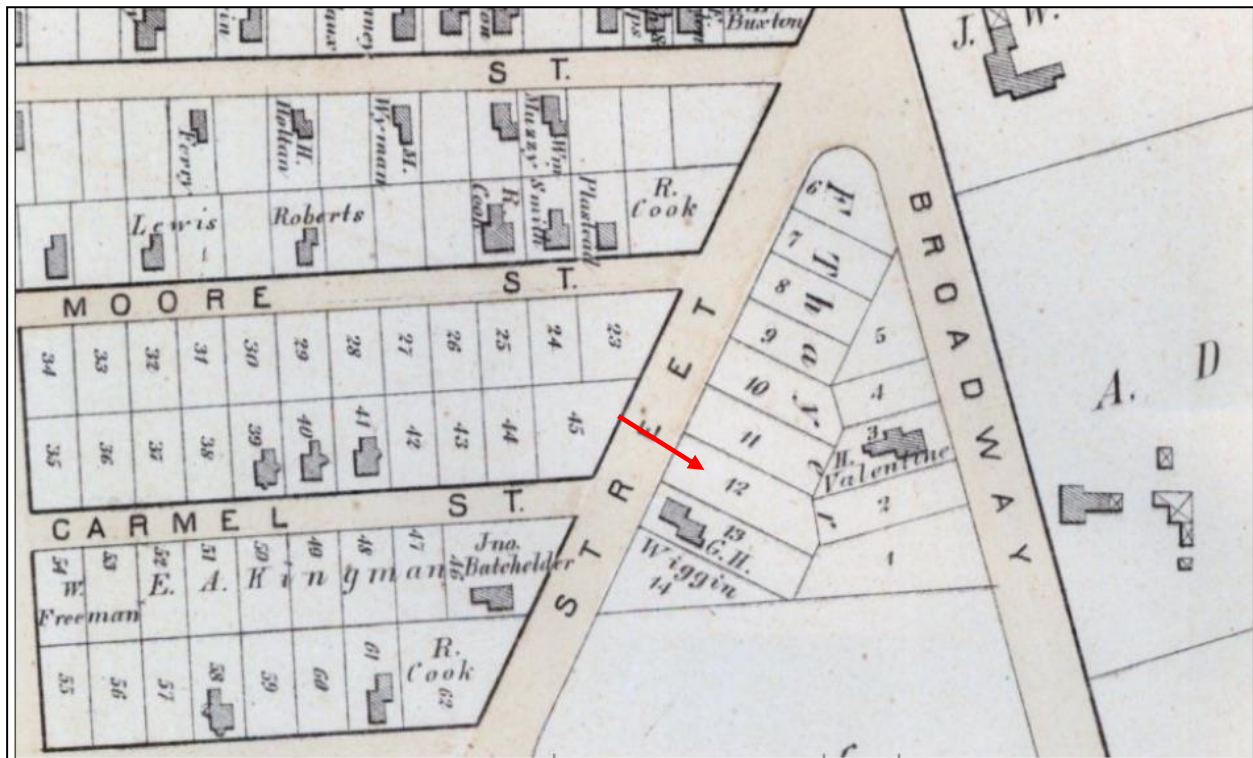 Buxton
J. W.
S T.
Ferry
H.
M.
Wyman
Muzzy
Wm
Smith
R.
Cook
Plastead
R.
Cook
Lewis
Roberts
MOORE ST.
34 33 32 31 30 29 28 27 26 25 24 23
35 36 37 38 39 40 41 42 43 44 45
CARMEL ST.
54 53 52 51 50 49 48 47 46
W.
Freeman
E. A. Kingman
Jno.
Batchelder
55 56 57 58 59 60 61 62
R.
Cook
STREET
BROADWAY
F. Tharer
6
7
8
9
10
11
12
13
14
G. H.
Wiggin
5
4
3
H.
Valentine
2
1
A. D